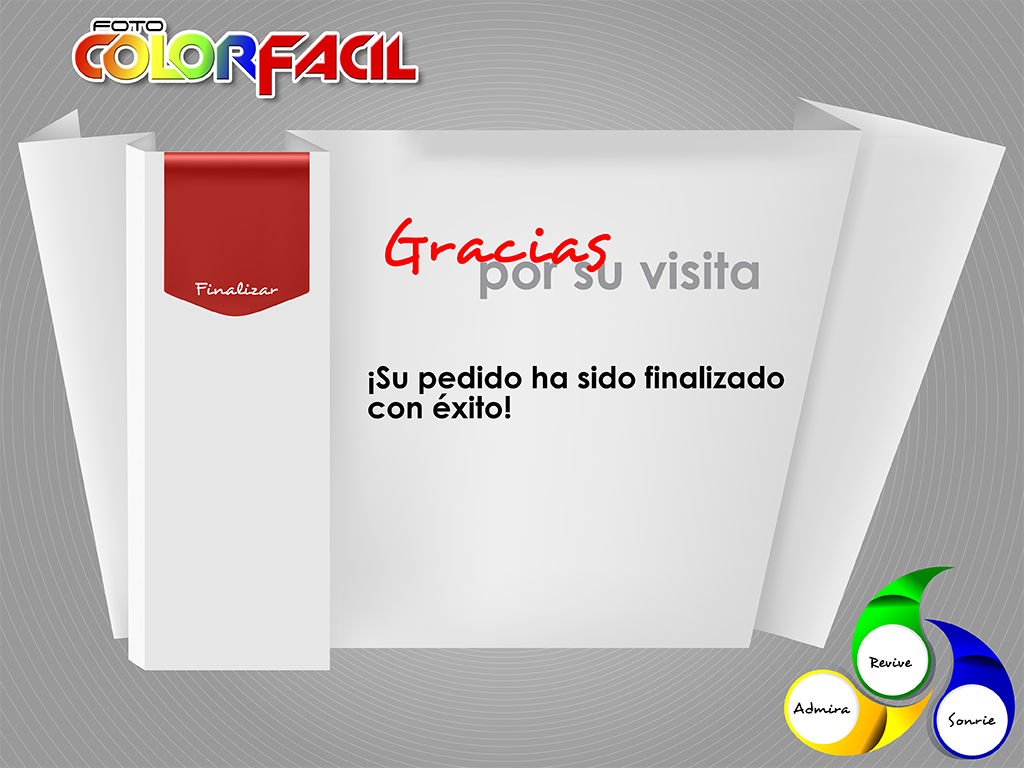 FOTO
COLORFACIL
Finalizar
Gracias
por su visita
¡Su pedido ha sido finalizado
con éxito!
Revive
Admira
Sonrie